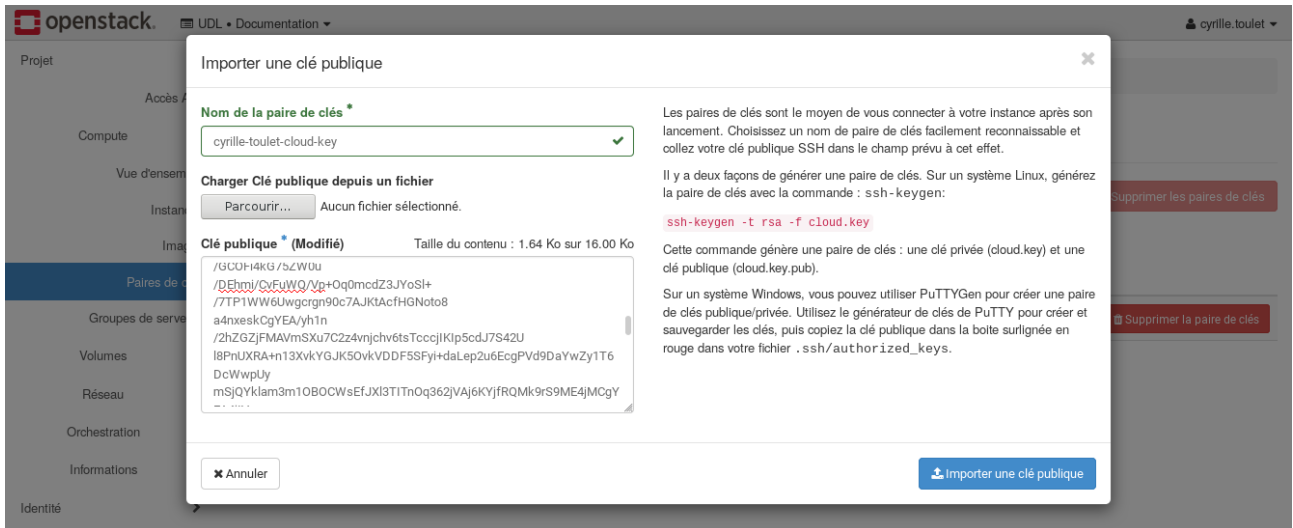 openstack. UDL • Documentation cyrille.toulet
Projet
Accès
Compute
Vue d'ensem
Instan
Imag
Paires de c
Groupes de serve
Volumes
Réseau
Orchestration
Informations
Identité
Importer une clé publique
Nom de la paire de clés *
cyrille-toulet-cloud-key
Charger Clé publique depuis un fichier
Parcourir... Aucun fichier sélectionné.
Clé publique * (Modifié) Taille du contenu : 1.64 Ko sur 16.00 Ko
/GCOFI4kG75ZW0u
/DEhmi/CvFuWQ/Vp+Oq0mcdZ3JYoSl+
/7TP1WW6Uwgcrgn90c7AJKtAcfHGNoto8
a4nxeskCgYEA/yh1n
/2hZGZjFMAVmSXu7C2z4vnjchv6tsTcccjIKIp5cdJ7S42U
l8PnUXRA+n13XvkYGJK5OvkVDDF5SFyi+daLep2u6EcgPVd9DaYwZy1T6
DcWwpUy
mSjQYklam3m1OBOCWsEfJXl3TITnOq362jVAj6KYjfRQMk9rS9ME4jMCgY
Annuler
Les paires de clés sont le moyen de vous connecter à votre instance après son
lancement. Choisissez un nom de paire de clés facilement reconnaissable et
collez votre clé publique SSH dans le champ prévu à cet effet.
Il y a deux façons de générer une paire de clés. Sur un système Linux, générez
la paire de clés avec la commande : ssh-keygen:
ssh-keygen -t rsa -f cloud.key
Cette commande génère une paire de clés : une clé privée (cloud.key) et une
clé publique (cloud.key.pub).
Sur un système Windows, vous pouvez utiliser PuTTYGen pour créer une paire
de clés publique/privée. Utilisez le générateur de clés de PuTTY pour créer et
sauvegarder les clés, puis copiez la clé publique dans la boite surlignée en
rouge dans votre fichier .ssh/authorized_keys.
Importer une clé publique
Supprimer les paires de clés
Supprimer la paire de clés